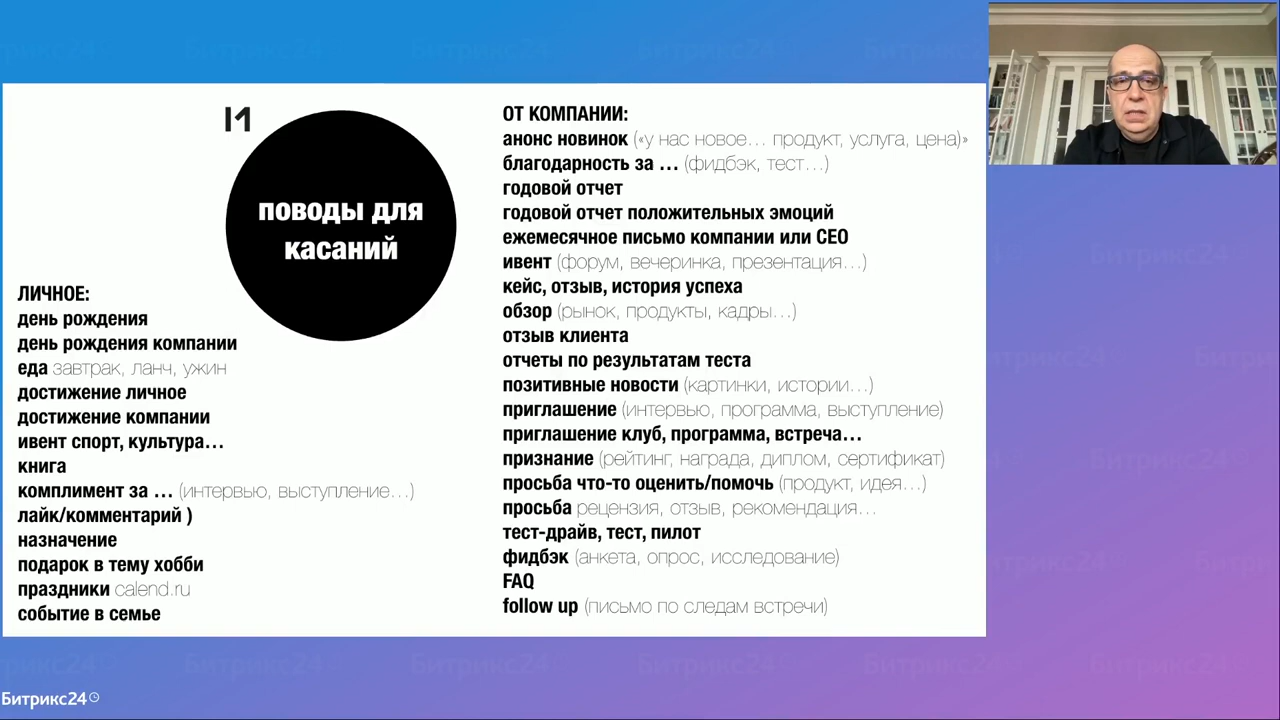 поводы для
касаний
ЛИЧНОЕ:
день рождения
день рождения компании
еда завтрак, ланч, ужин
достижение личное
достижение компании
ивент спорт, культура...
книга
комплимент за ... (интервью, выступление...)
лайк/комментарий )
назначение
подарок в тему хобби
праздники calend.ru
событие в семье
ОТ КОМПАНИИ:
анонс новинок («у нас новое... продукт, услуга, цена)»
благодарность за ... (фидбэк, тест...)
годовой отчет
годовой отчет положительных эмоций
ежемесячное письмо компании или CEO
ивент (форум, вечеринка, презентация...)
кейс, отзыв, история успеха
обзор (рынок, продукты, кадры...)
отзыв клиента
отчеты по результатам теста
позитивные новости (картинки, истории...)
приглашение (интервью, программа, выступление)
приглашение клуб, программа, встреча...
признание (рейтинг, награда, диплом, сертификат)
просьба что-то оценить/помочь (продукт, идея...)
просьба рецензия, отзыв, рекомендация...
тест-драйв, тест, пилот
фидбэк (анкета, опрос, исследование)
FAQ
follow up (письмо по следам встречи)
Битрикс24